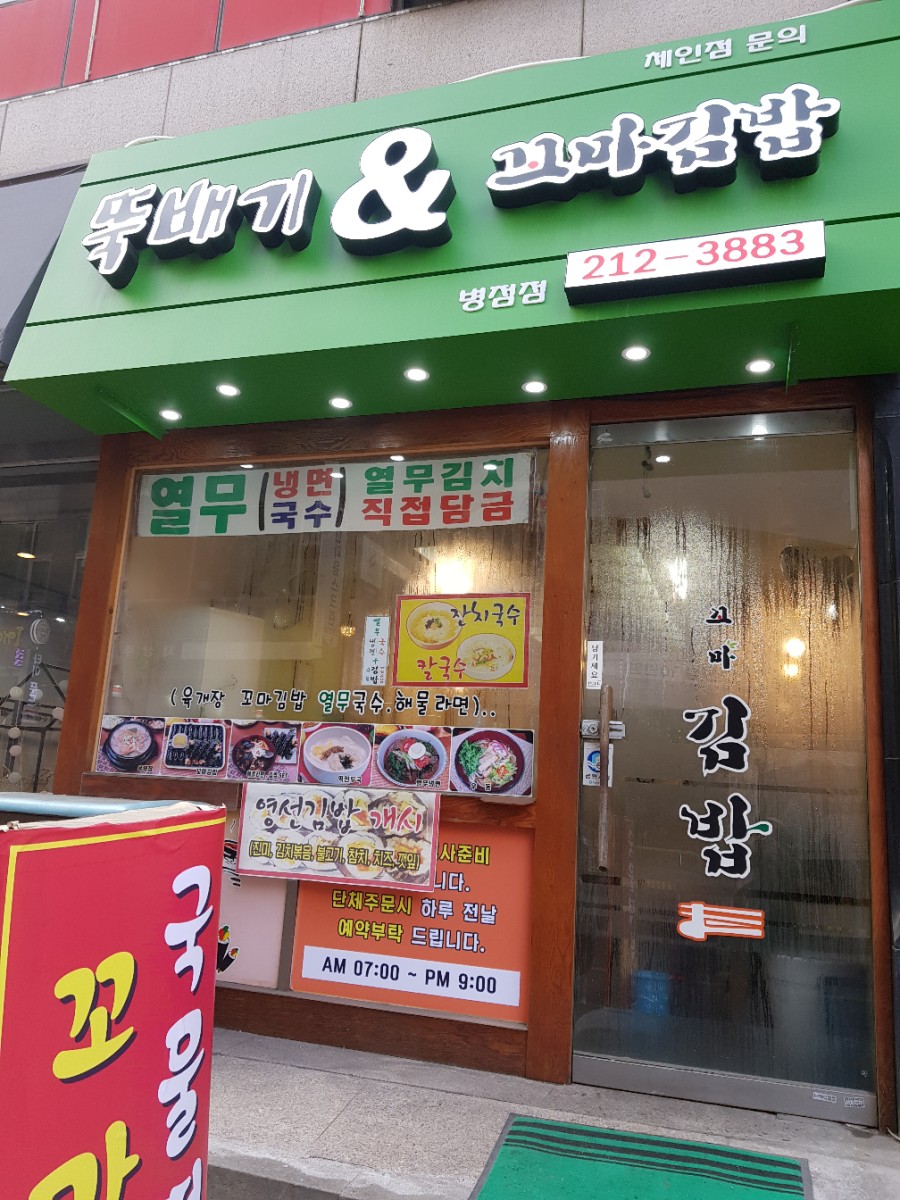 체인점 문의
뚝배기 & 꼬마김밥
병점점 212-3883
열무 (냉면 국수) 열무김치 직접담금
잔치국수
칼국수
(육개장 꼬마김밥 열무국수.해물라면)..
꼬마
김밥
당기세요
영선김밥 개시
(진미, 김치볶음, 불고기, 참치, 치즈, 깻잎)
사준비
니다.
단체주문시 하루 전날
예약부탁 드립니다.
AM 07:00 ~ PM 9:00
국물
꼬마